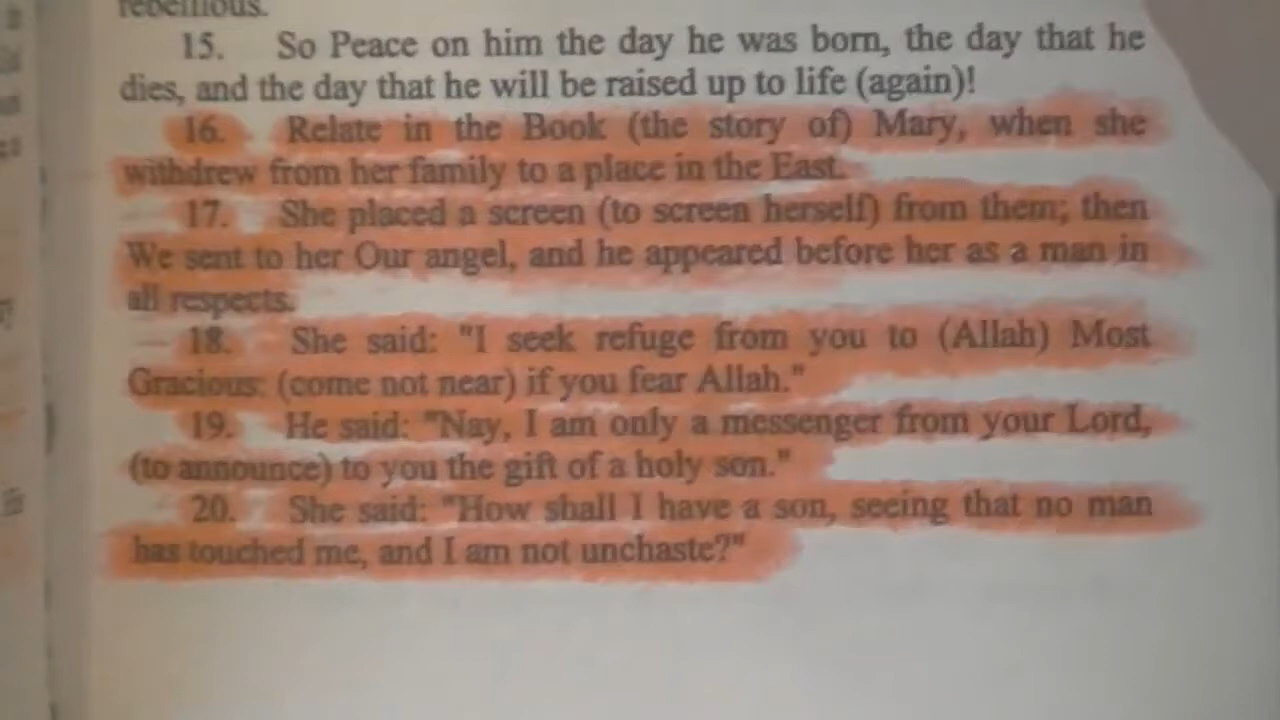 rebellious.
15. So Peace on him the day he was born, the day that he
dies, and the day that he will be raised up to life (again)!
16. Relate in the Book (the story of) Mary, when she
withdrew from her family to a place in the East.
17. She placed a screen (to screen herself) from them; then
We sent to her Our angel, and he appeared before her as a man in
all respects.
18. She said: "I seek refuge from you to (Allah) Most
Gracious: (come not near) if you fear Allah."
19. He said: "Nay, I am only a messenger from your Lord,
(to announce) to you the gift of a holy son."
20. She said: "How shall I have a son, seeing that no man
has touched me, and I am not unchaste?"